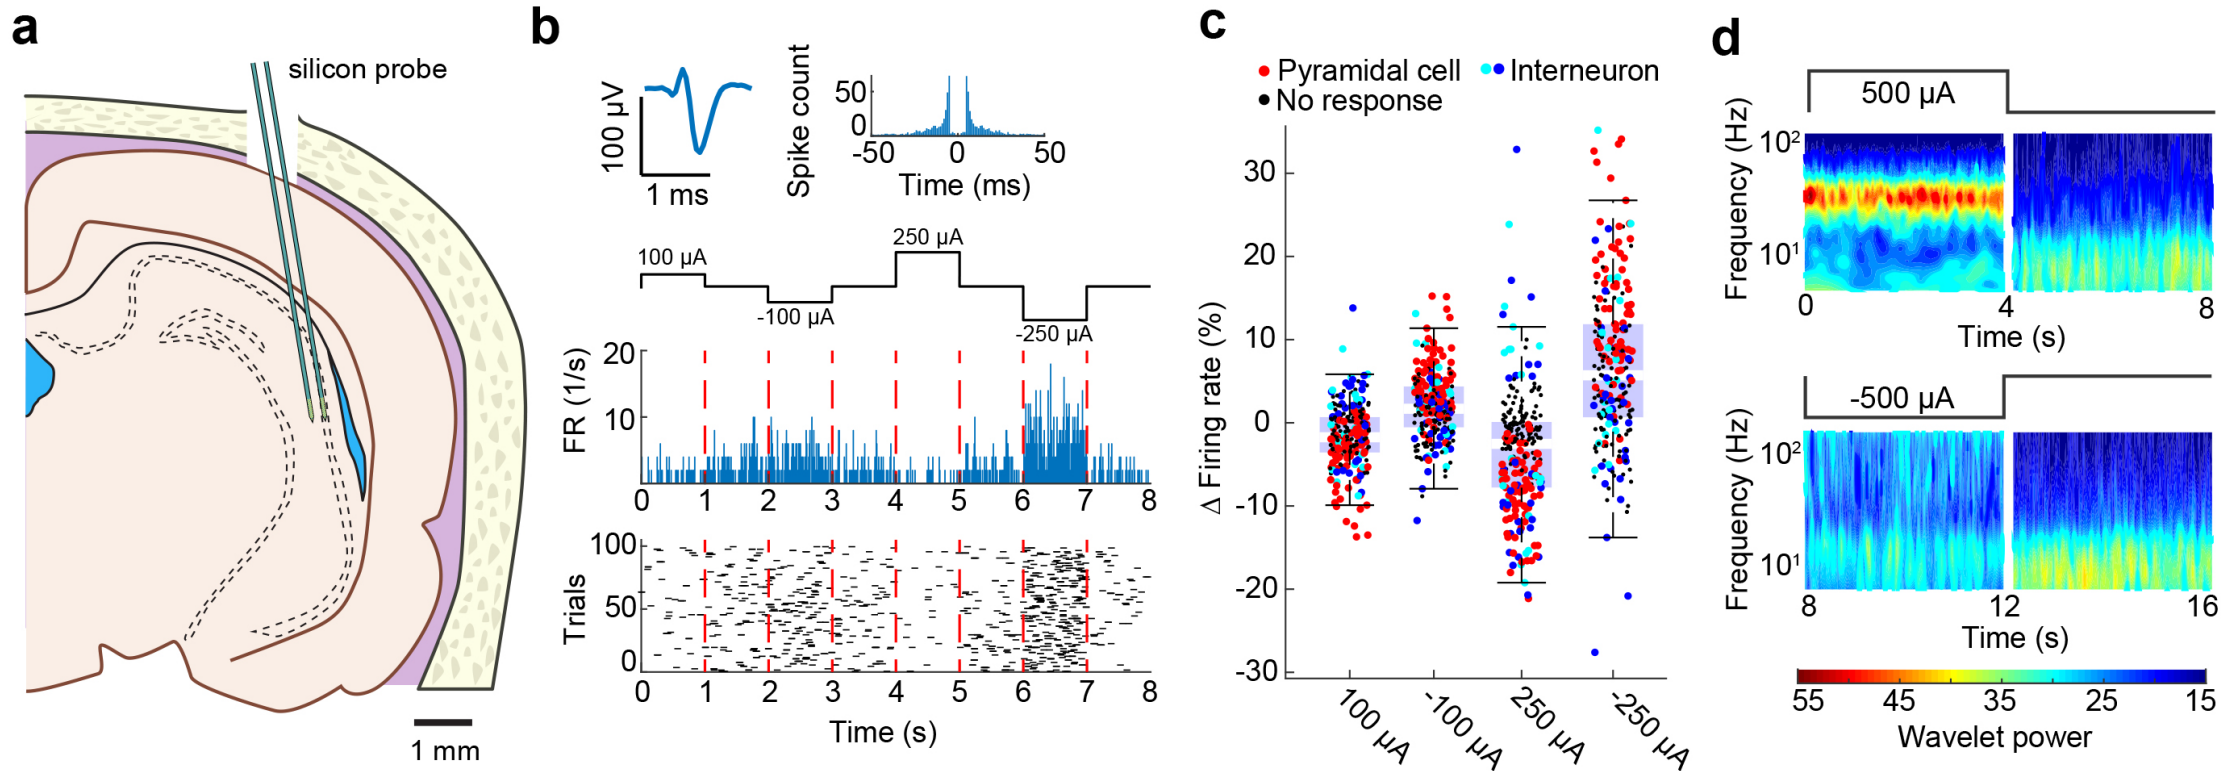 a
silicon probe
1 mm
b
100 µV
1 ms
Spike count
50
0
-50 0 50
Time (ms)
100 µA
-100 µA
250 µA
-250 µA
FR (1/s)
20
10
0 1 2 3 4 5 6 7 8
Trials
100
50
0
0 1 2 3 4 5 6 7 8
Time (s)
c
Pyramidal cell
Interneuron
No response
Δ Firing rate (%)
30
20
10
0
-10
-20
-30
100 µA
-100 µA
250 µA
-250 µA
d
500 µA
Frequency (Hz)
10²
10¹
0 4 8
Time (s)
-500 µA
Frequency (Hz)
10²
10¹
8 12 16
Time (s)
55 45 35 25 15
Wavelet power